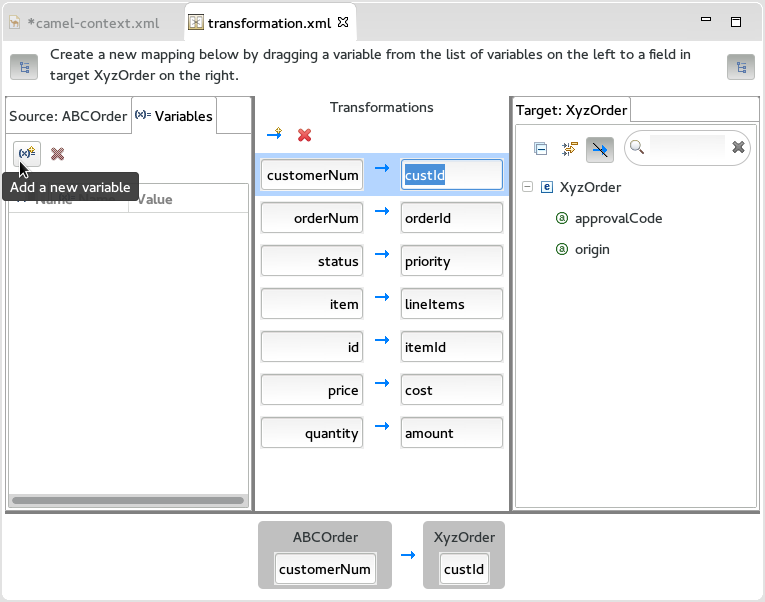 *camel-context.xml
transformation.xml
Create a new mapping below by dragging a variable from the list of variables on the left to a field in
target XyzOrder on the right.
Source: ABCOrder
(x)= Variables
Transformations
Target: XyzOrder
(x)
Add a new variable
Name
Value
customerNum
custId
orderNum
orderId
status
priority
item
lineItems
id
itemId
price
cost
quantity
amount
e XyzOrder
a approvalCode
a origin
ABCOrder
customerNum
XyzOrder
custId